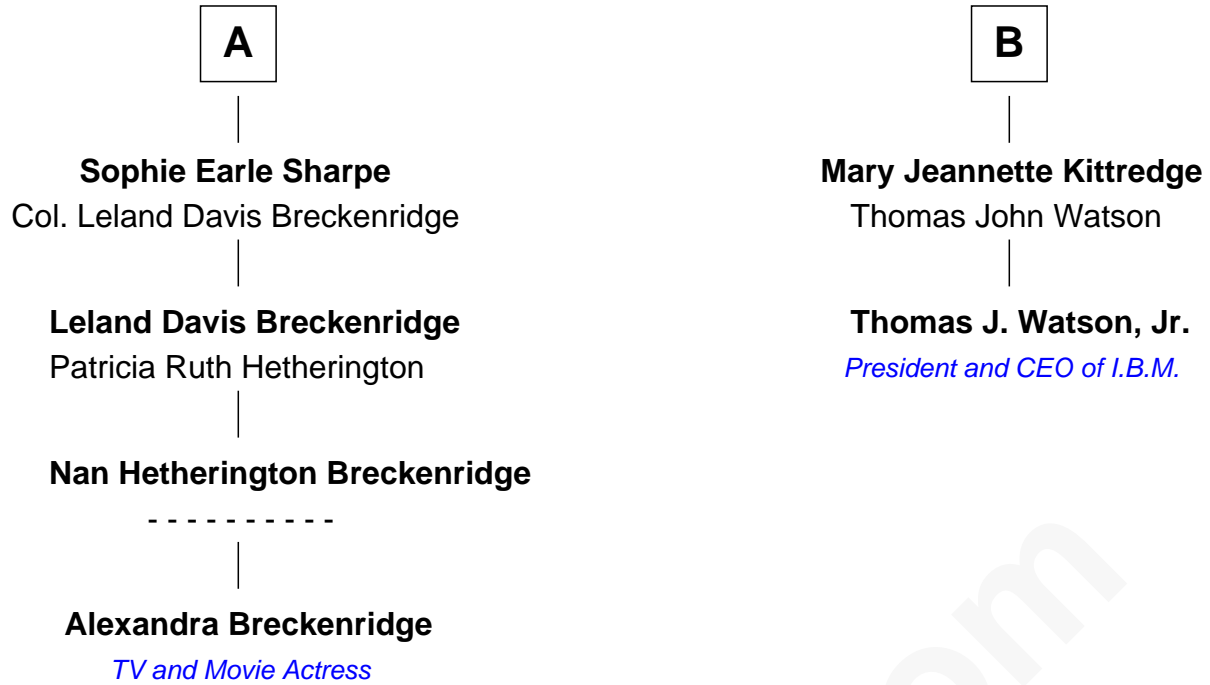 A
B
Sophie Earle Sharpe
Col. Leland Davis Breckenridge
Mary Jeannette Kittredge
Thomas John Watson
Leland Davis Breckenridge
Patricia Ruth Hetherington
Thomas J. Watson, Jr.
President and CEO of I.B.M.
Nan Hetherington Breckenridge
- - - - - - - - - -
Alexandra Breckenridge
TV and Movie Actress
om